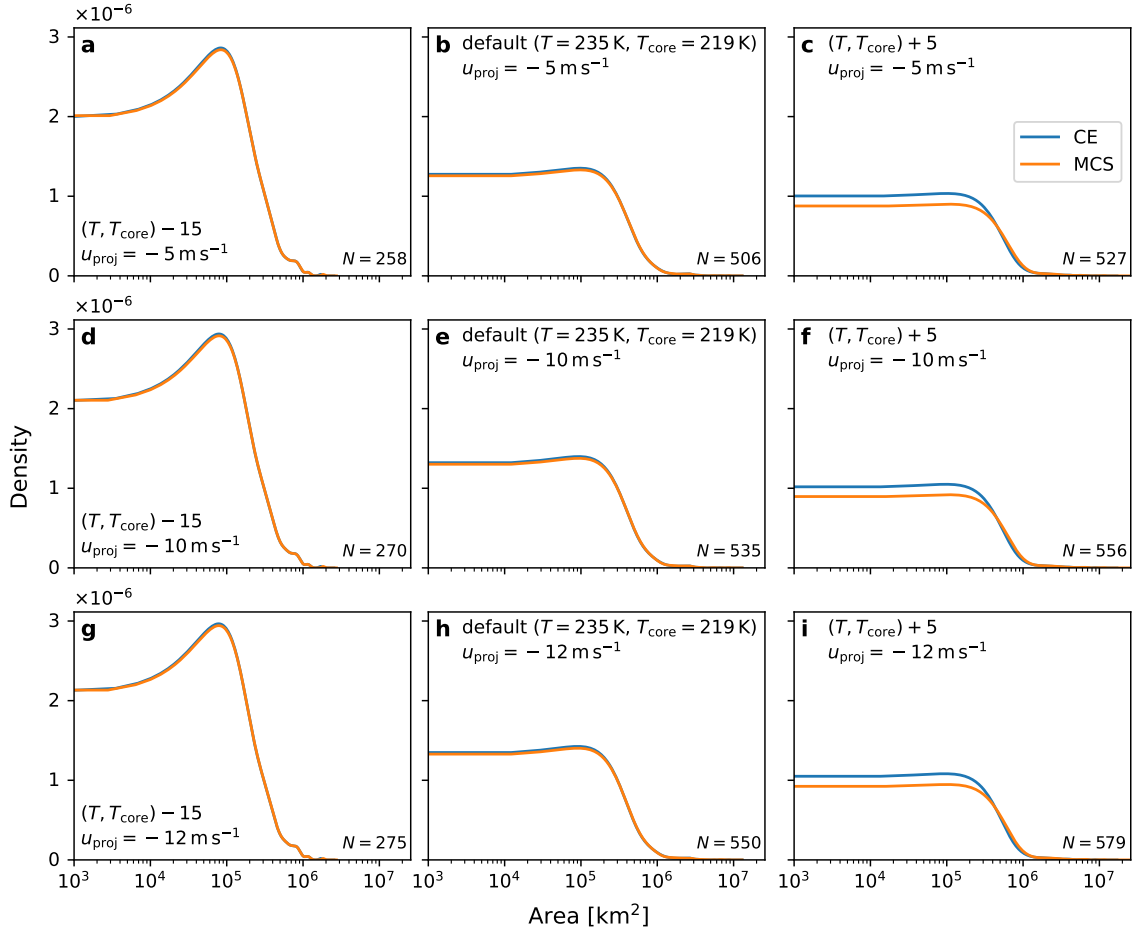 ×10⁻⁶
3
2
1
0
a
(T, T_core) − 15
u_proj = − 5 m s⁻¹
N = 258
b default (T = 235 K, T_core = 219 K)
u_proj = − 5 m s⁻¹
N = 506
c (T, T_core) + 5
u_proj = − 5 m s⁻¹
CE
MCS
N = 527
×10⁻⁶
3
2
1
0
d
(T, T_core) − 15
u_proj = − 10 m s⁻¹
N = 270
e default (T = 235 K, T_core = 219 K)
u_proj = − 10 m s⁻¹
N = 535
f (T, T_core) + 5
u_proj = − 10 m s⁻¹
N = 556
Density
×10⁻⁶
3
2
1
0
g
(T, T_core) − 15
u_proj = − 12 m s⁻¹
N = 275
h default (T = 235 K, T_core = 219 K)
u_proj = − 12 m s⁻¹
N = 550
i (T, T_core) + 5
u_proj = − 12 m s⁻¹
N = 579
10³ 10⁴ 10⁵ 10⁶ 10⁷
10³ 10⁴ 10⁵ 10⁶ 10⁷
10³ 10⁴ 10⁵ 10⁶ 10⁷
Area [km²]